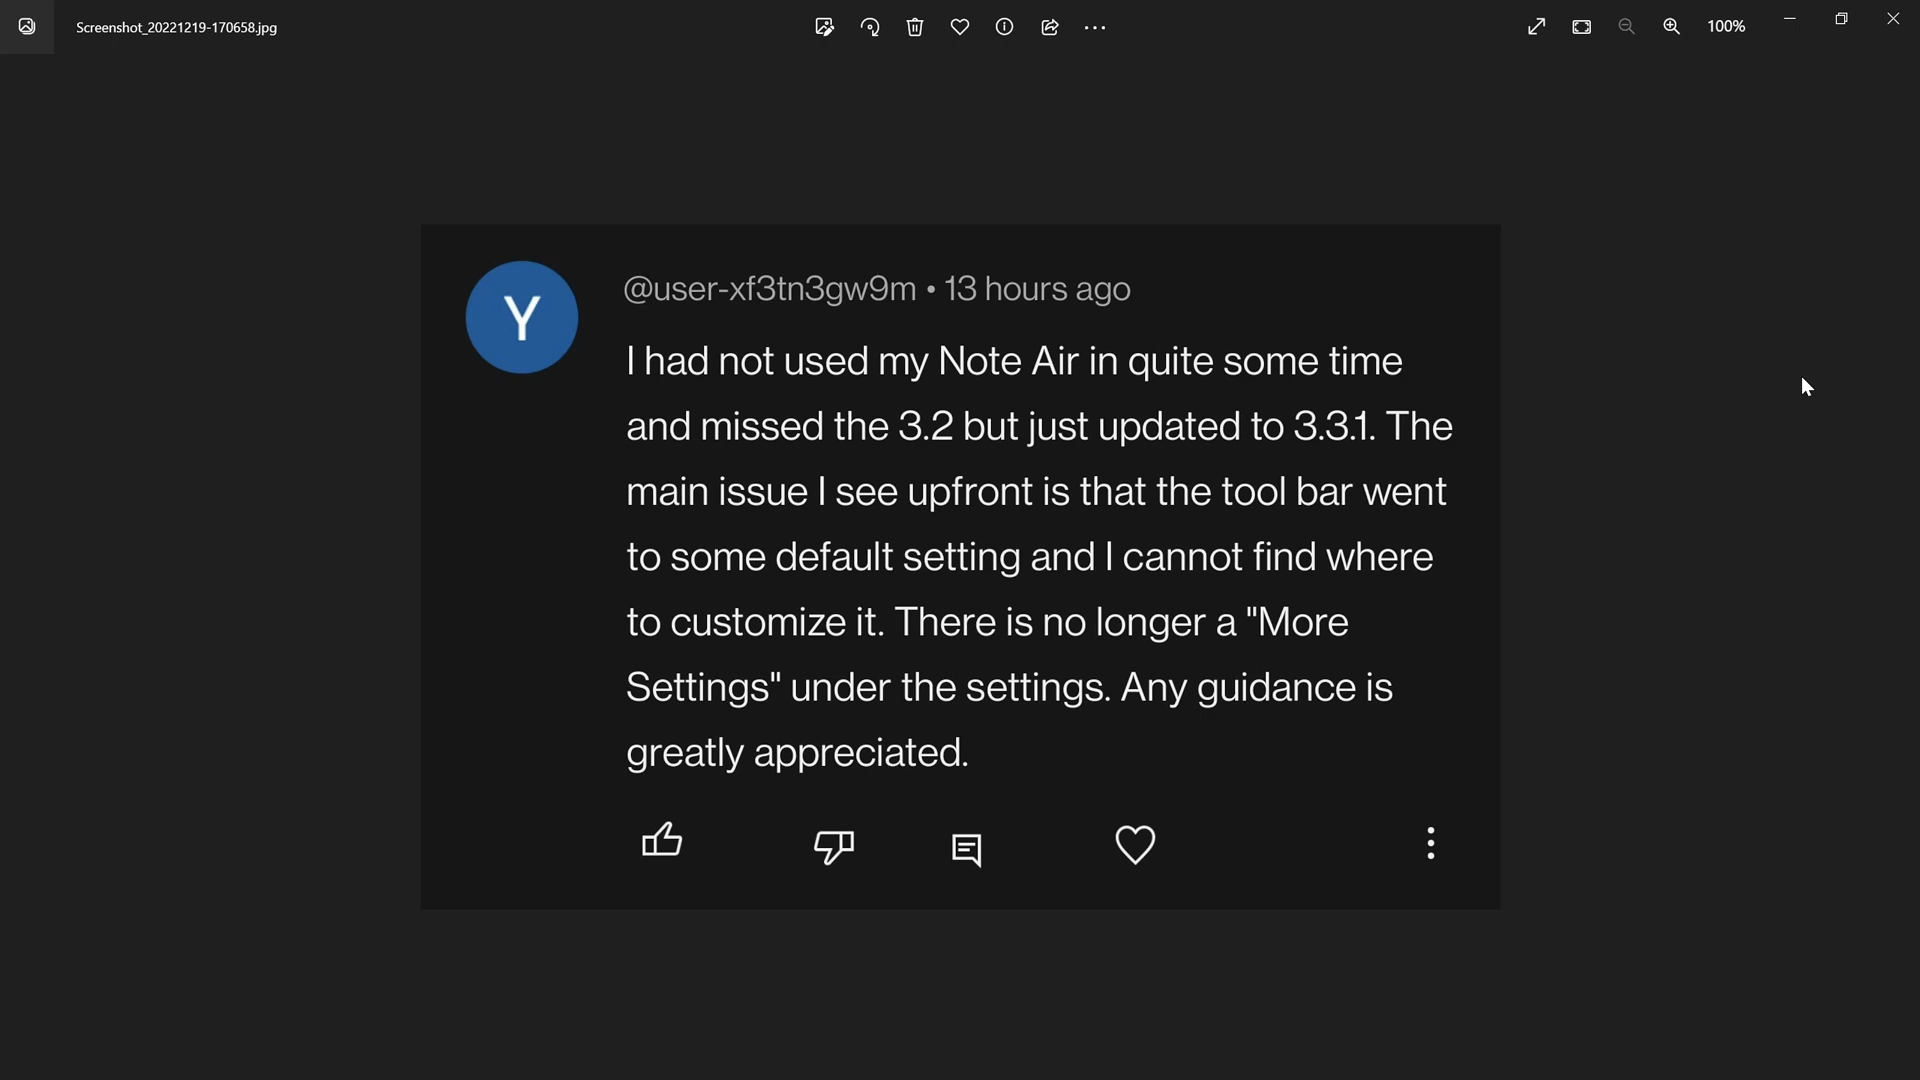 Screenshot_20221219-170658.jpg
100%
Y
@user-xf3tn3gw9m • 13 hours ago
I had not used my Note Air in quite some time
and missed the 3.2 but just updated to 3.3.1. The
main issue I see upfront is that the tool bar went
to some default setting and I cannot find where
to customize it. There is no longer a "More
Settings" under the settings. Any guidance is
greatly appreciated.